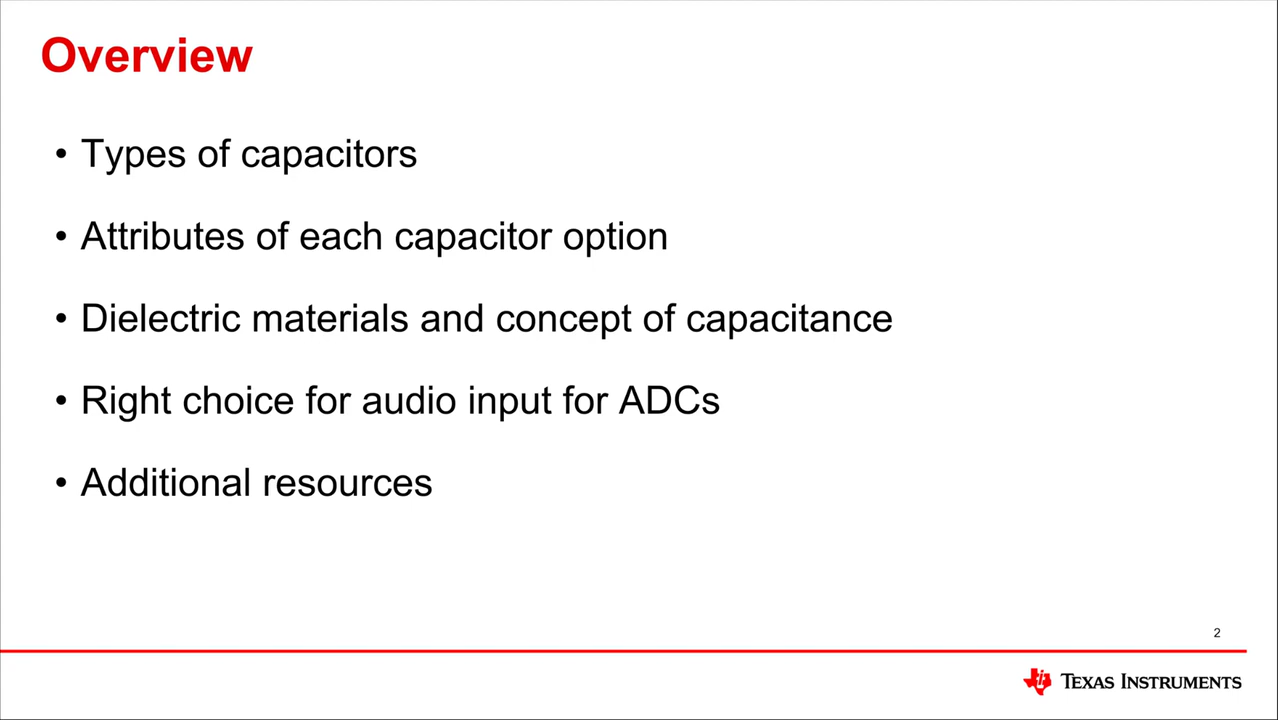 Overview
• Types of capacitors
• Attributes of each capacitor option
• Dielectric materials and concept of capacitance
• Right choice for audio input for ADCs
• Additional resources
2
TEXAS INSTRUMENTS